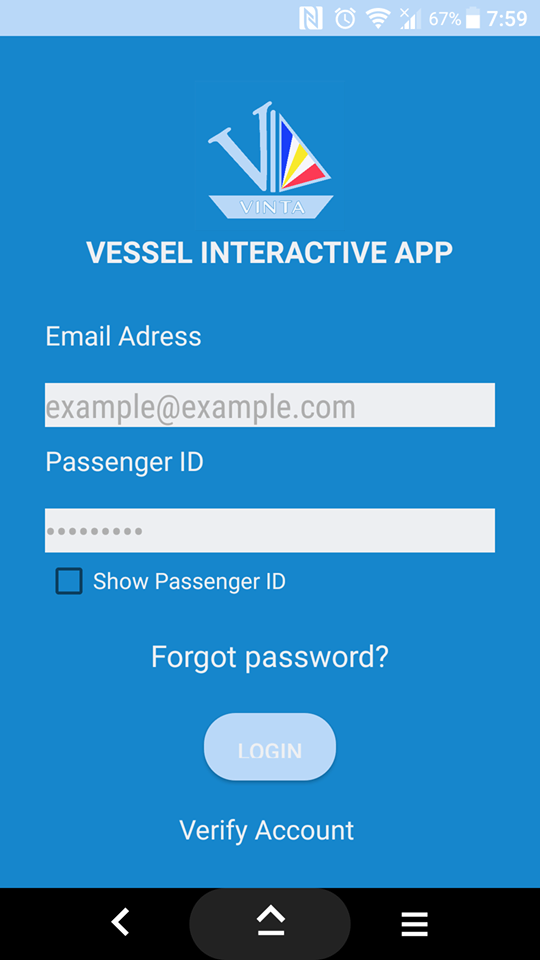 67% 7:59
VINTA
VESSEL INTERACTIVE APP
Email Adress
example@example.com
Passenger ID
•••••••••
Show Passenger ID
Forgot password?
LOGIN
Verify Account